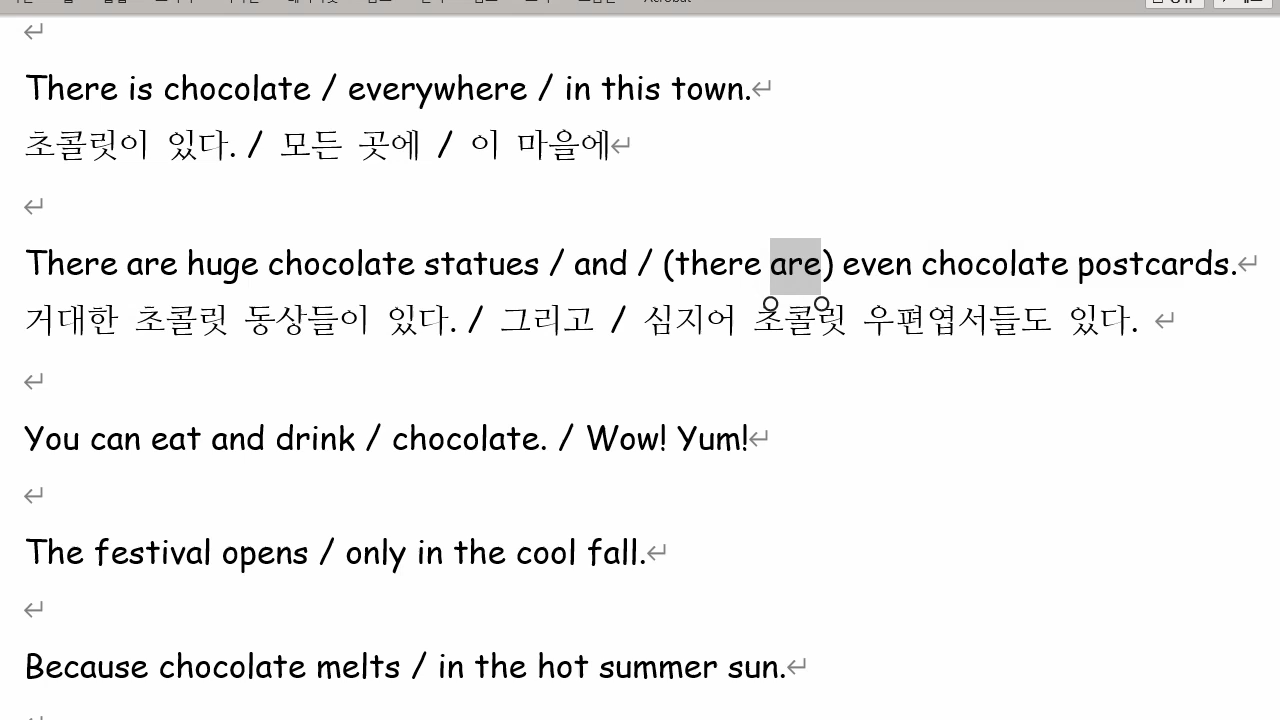 There is chocolate / everywhere / in this town.↵
초콜릿이 있다. / 모든 곳에 / 이 마을에↵
There are huge chocolate statues / and / (there are) even chocolate postcards.↵
거대한 초콜릿 동상들이 있다. / 그리고 / 심지어 초콜릿 우편엽서들도 있다. ↵
You can eat and drink / chocolate. / Wow! Yum!↵
The festival opens / only in the cool fall.↵
Because chocolate melts / in the hot summer sun.↵